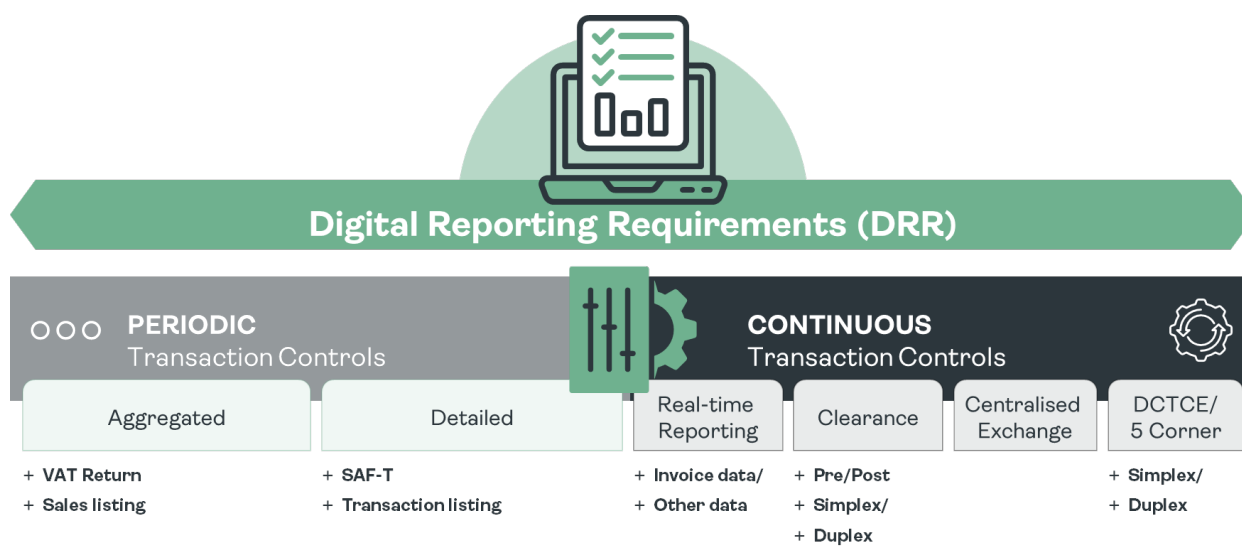 Digital Reporting Requirements (DRR)
PERIODIC
Transaction Controls
CONTINUOUS
Transaction Controls
Aggregated
+ VAT Return
+ Sales listing
Detailed
+ SAF-T
+ Transaction listing
Real-time
Reporting
+ Invoice data/
+ Other data
Clearance
+ Pre/Post
+ Simplex/
+ Duplex
Centralised
Exchange
DCTCE/
5 Corner
+ Simplex/
+ Duplex